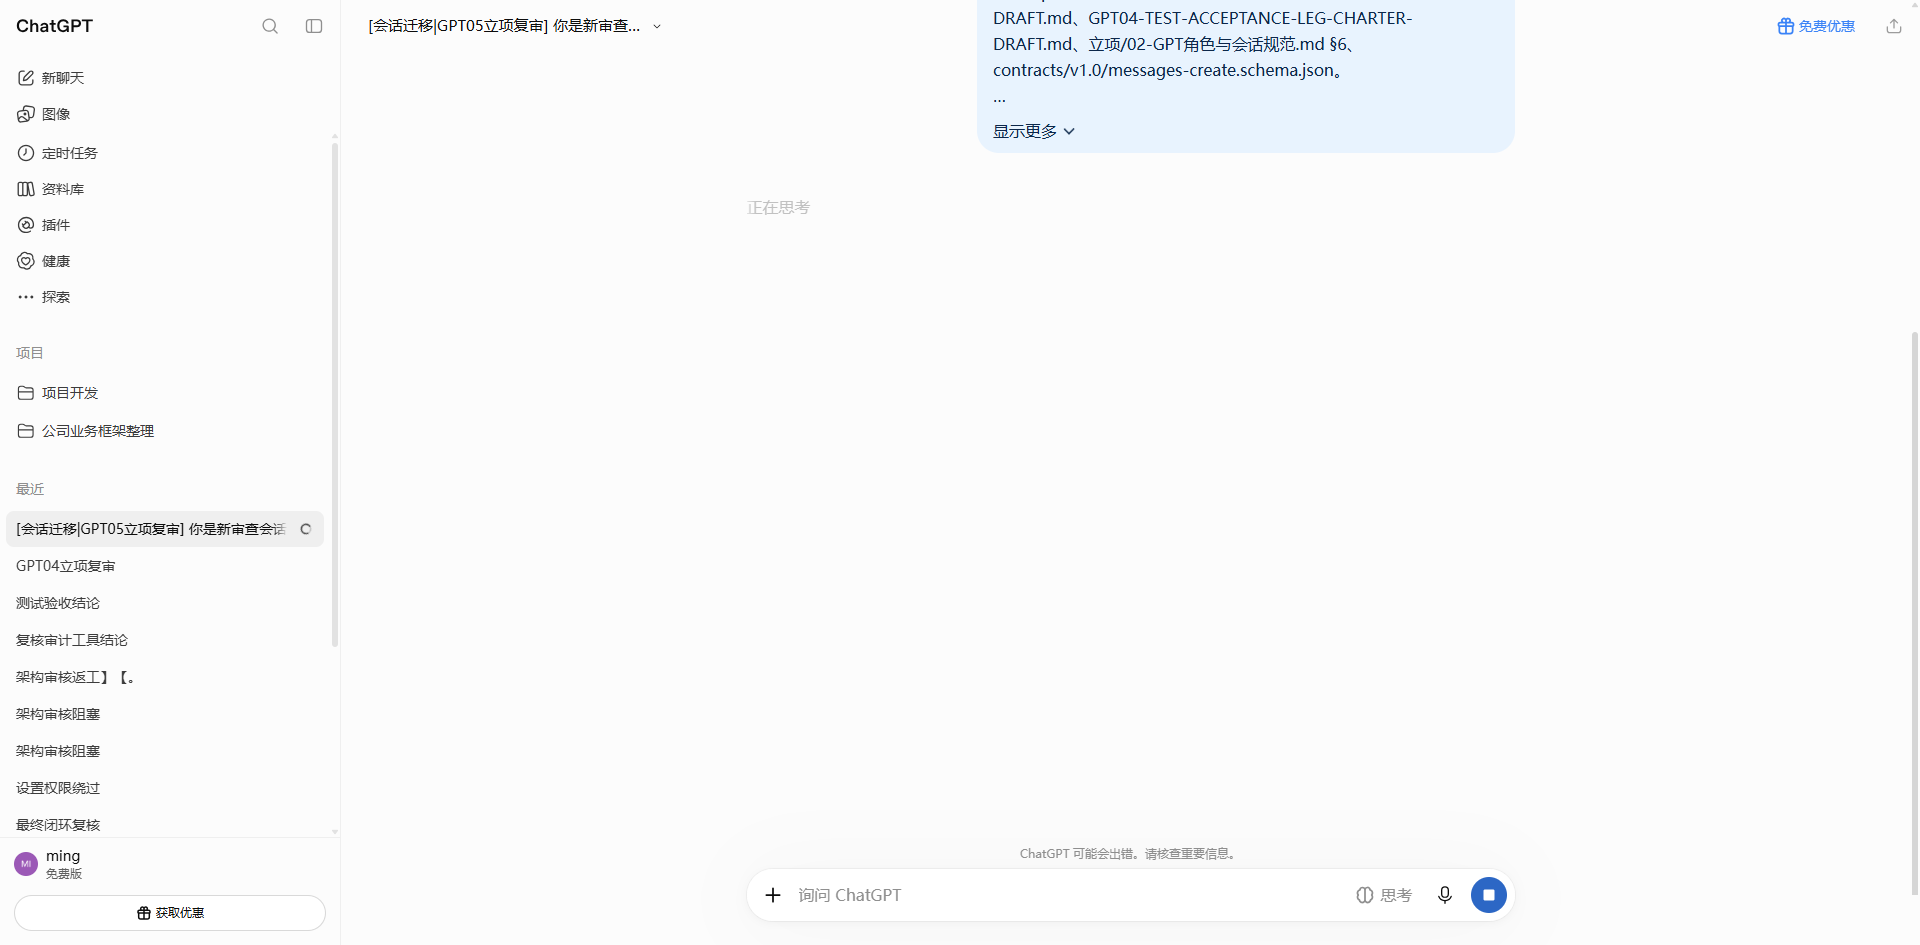 ChatGPT
新聊天
图像
定时任务
资料库
插件
健康
探索
项目
项目开发
公司业务框架整理
最近
[会话迁移|GPT05立项复审] 你是新审查会话
GPT04立项复审
测试验收结论
复核审计工具结论
架构审核返工】【。
架构审核阻塞
架构审核阻塞
设置权限绕过
最终闭环复核
MI
ming
免费版
获取优惠
[会话迁移|GPT05立项复审] 你是新审查...
免费优惠
DRAFT.md、GPT04-TEST-ACCEPTANCE-LEG-CHARTER-
DRAFT.md、立项/02-GPT角色与会话规范.md §6、
contracts/v1.0/messages-create.schema.json。
...
显示更多
正在思考
ChatGPT 可能会出错。请核查重要信息。
询问 ChatGPT
思考